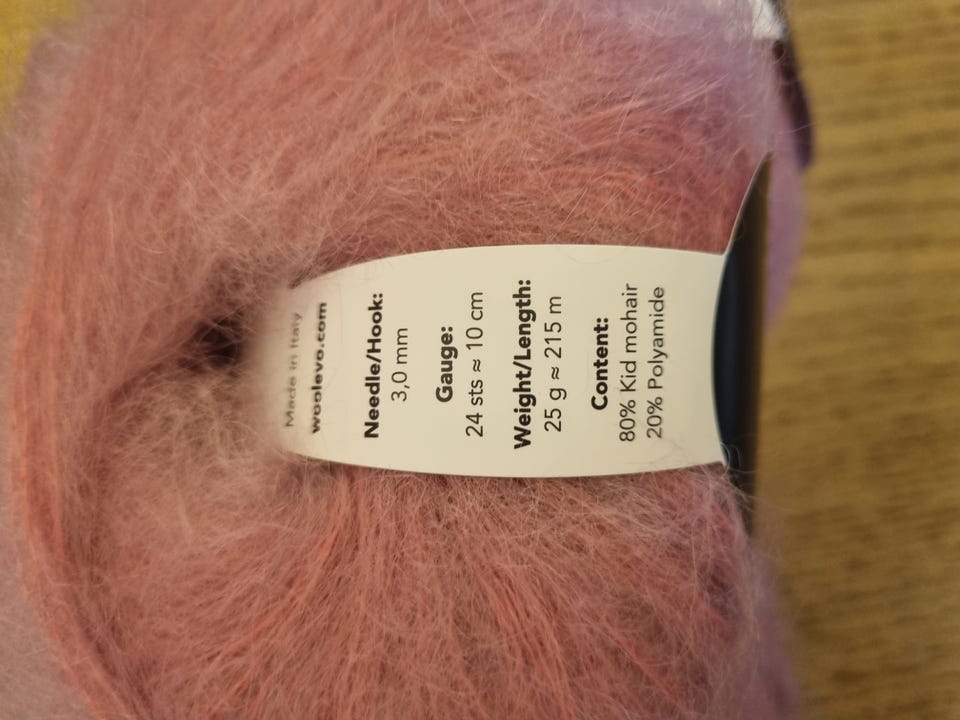 Made in Italy
woolevo.com
Needle/Hook:
3,0 mm
Gauge:
24 sts ≈ 10 cm
Weight/Length:
25 g ≈ 215 m
Content:
80% Kid mohair
20% Polyamide